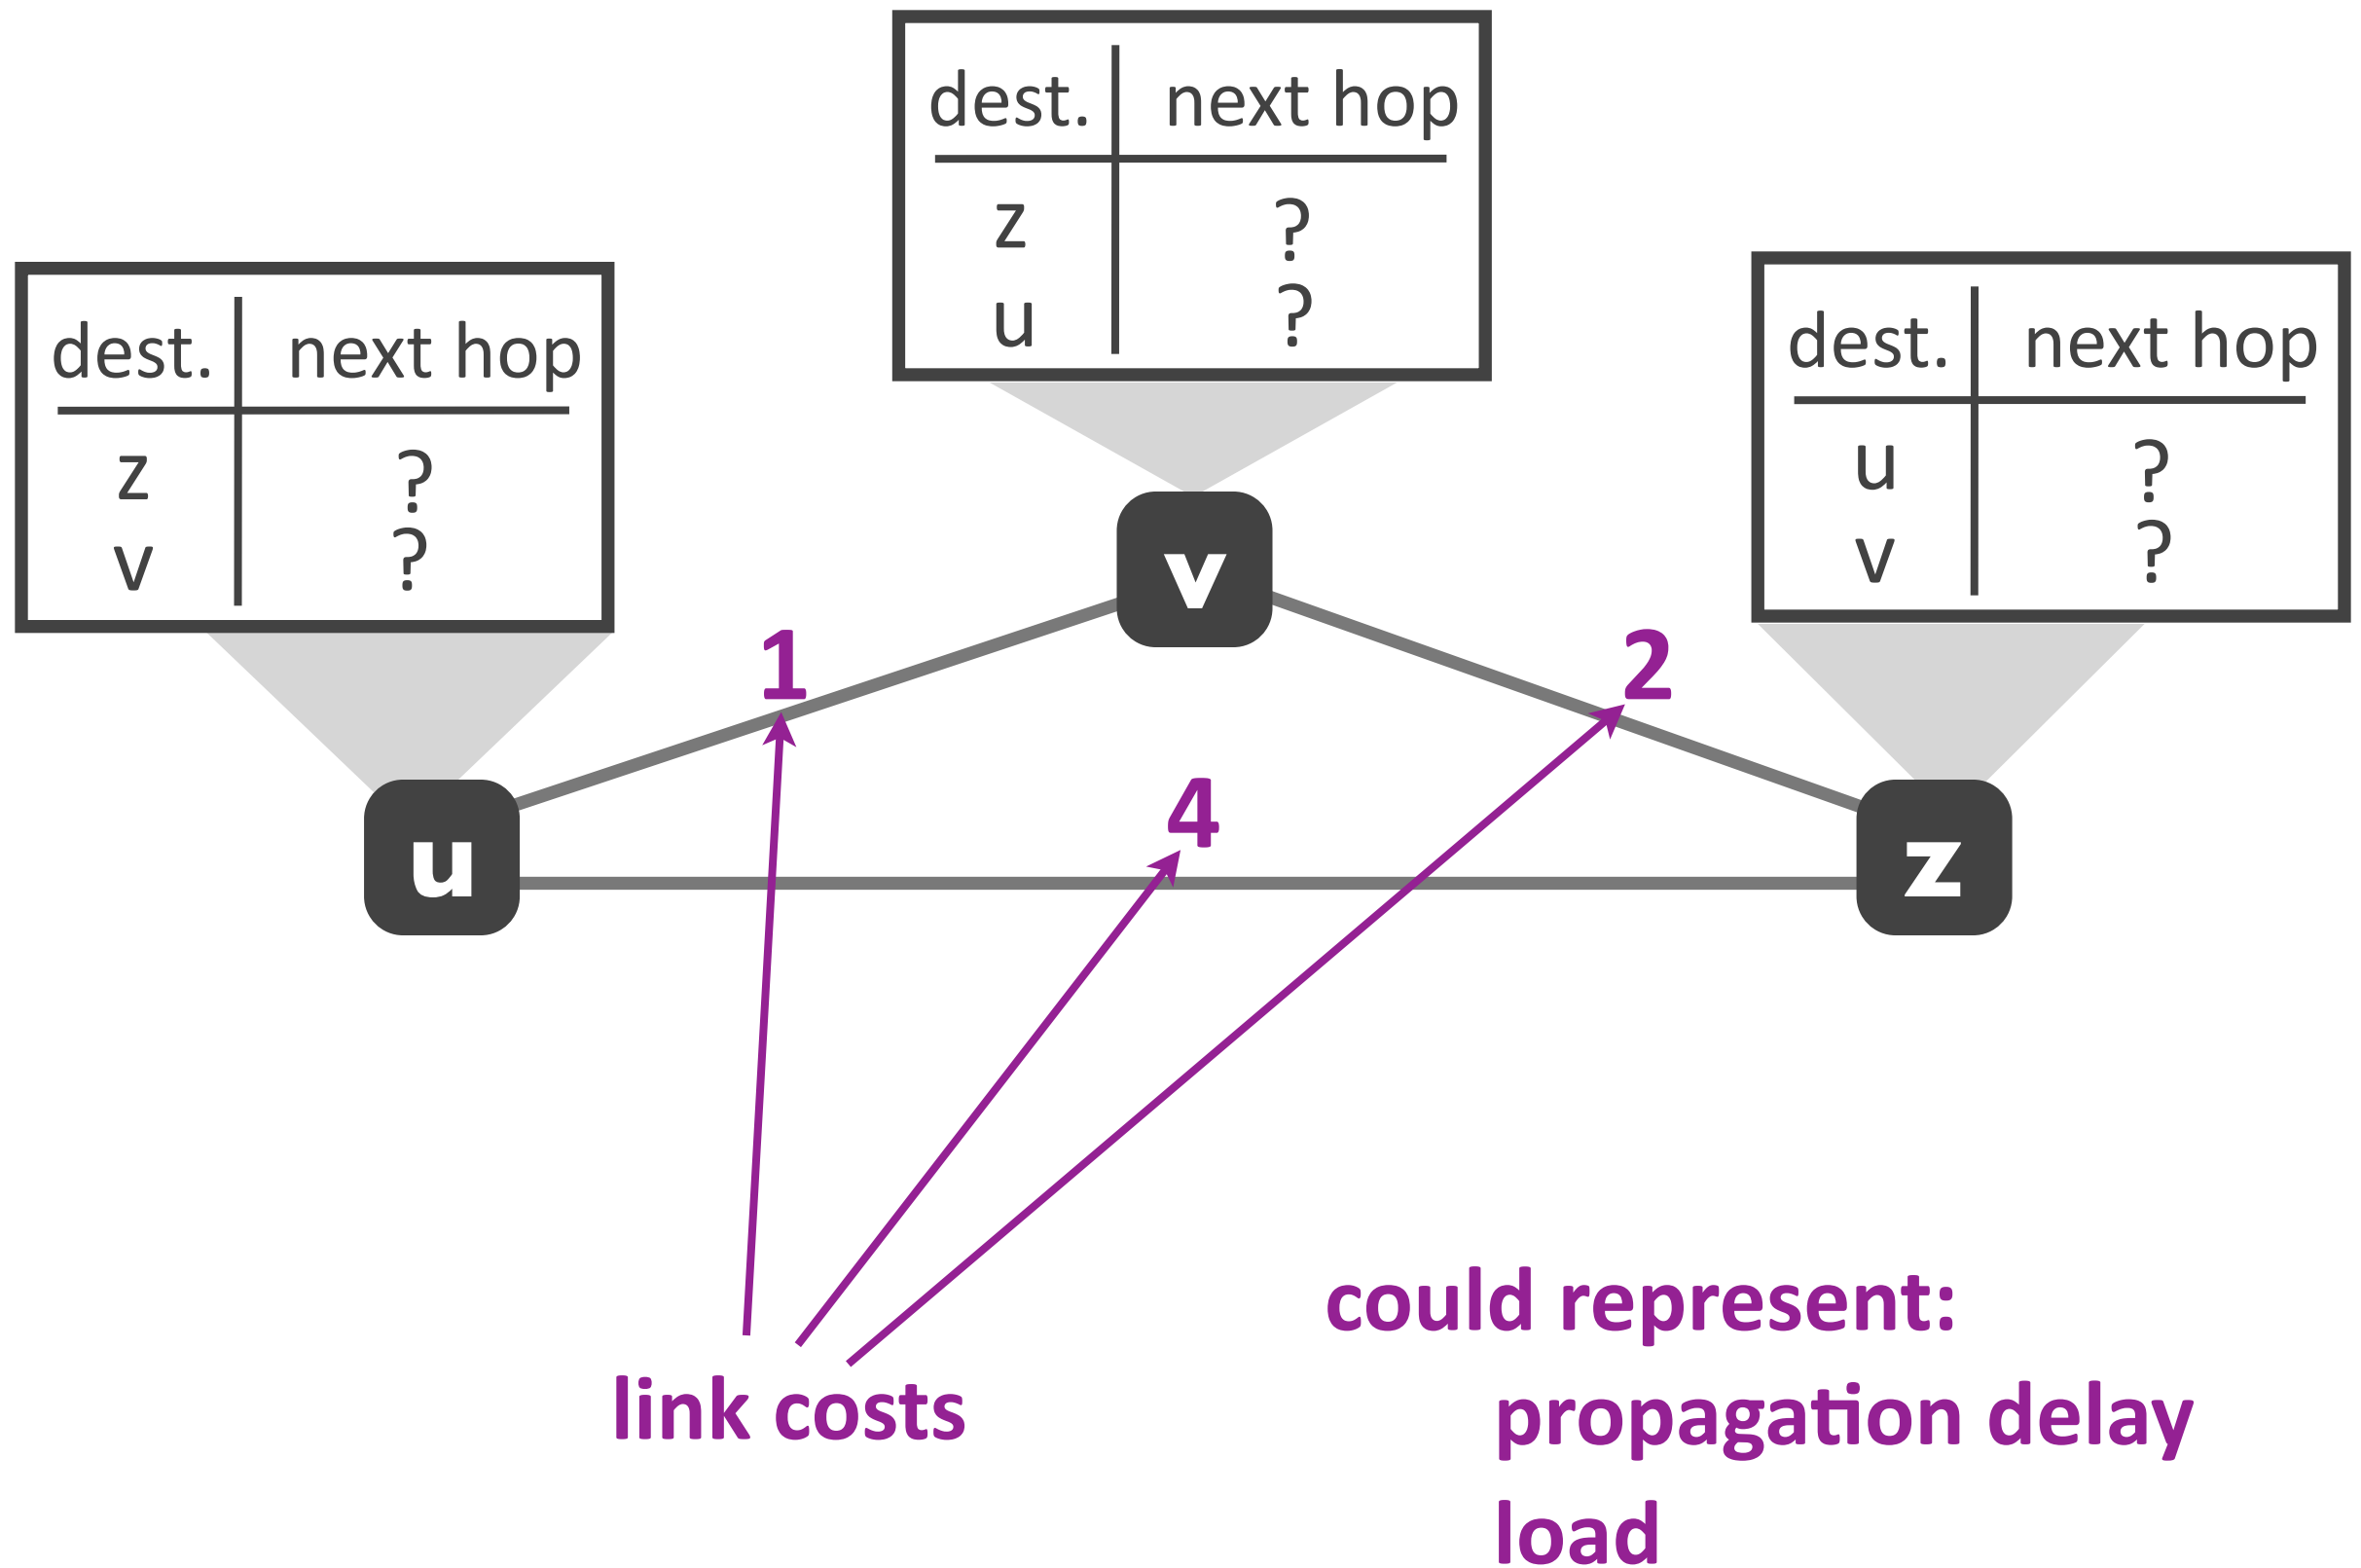 dest. next hop
z ?
u ?
dest. next hop
z ?
v ?
dest. next hop
u ?
v ?
v
1
2
4
u
z
link costs
could represent:
propagation delay
load